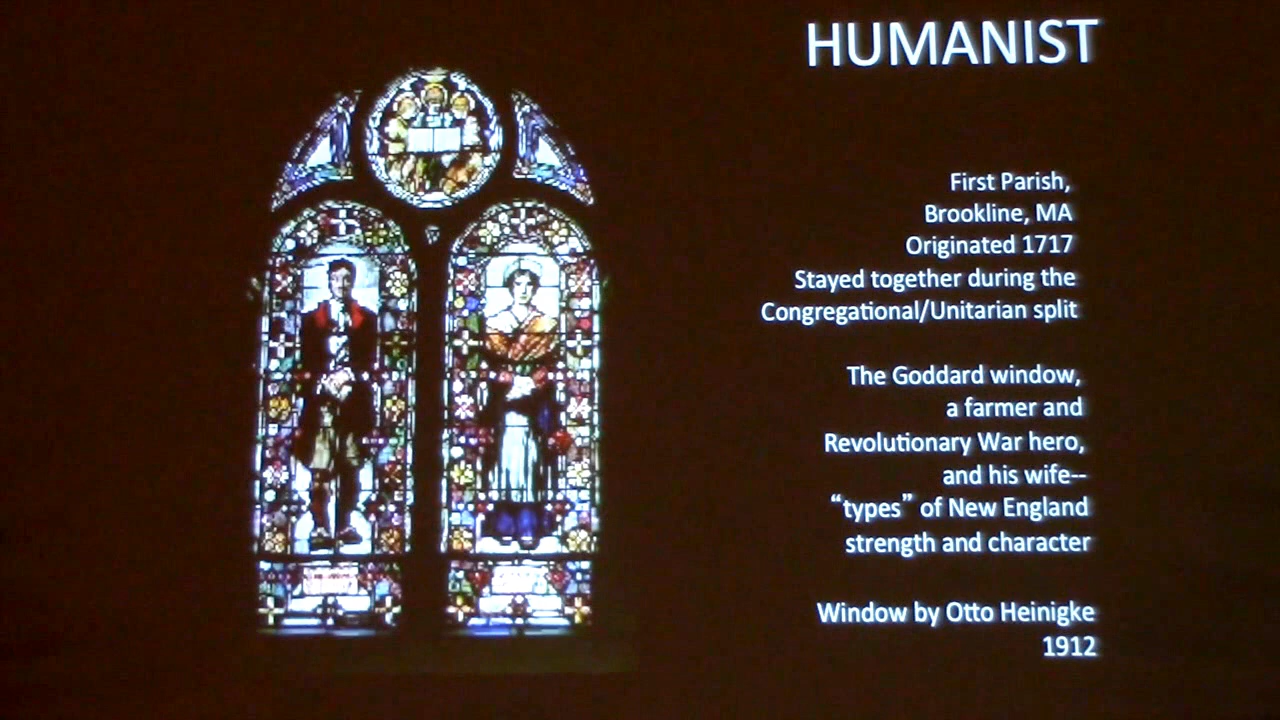 HUMANIST
First Parish,
Brookline, MA
Originated 1717
Stayed together during the
Congregational/Unitarian split
The Goddard window,
a farmer and
Revolutionary War hero,
and his wife--
“types” of New England
strength and character
Window by Otto Heinigke
1912